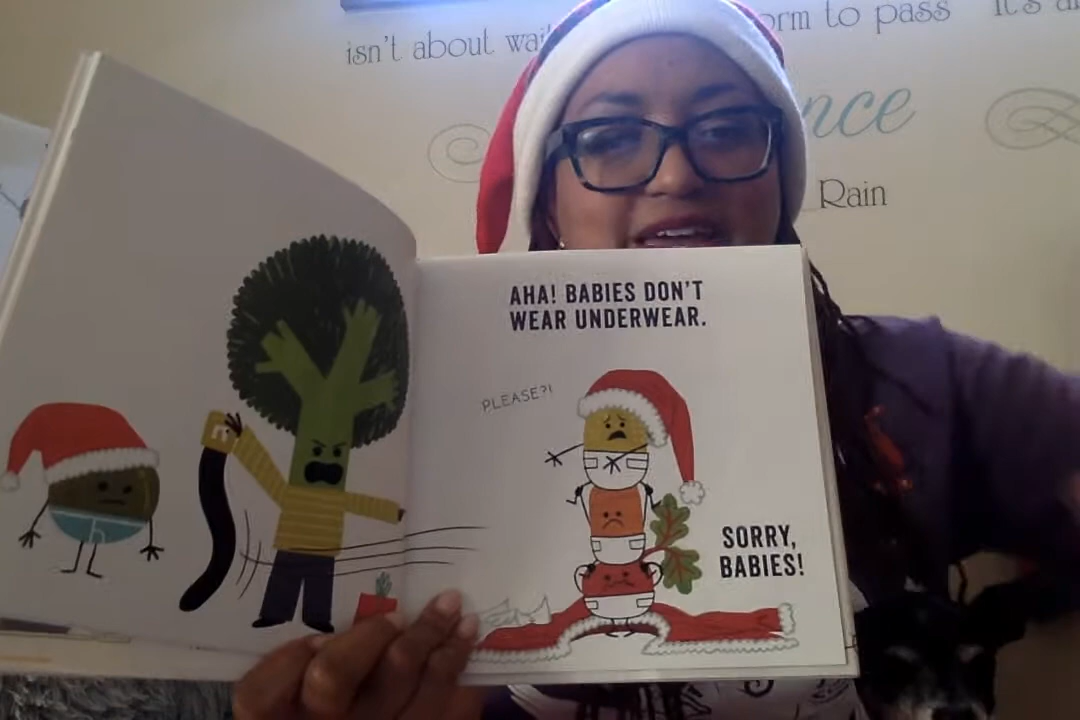 isn't about wai
orm to pass
it's a
nce
Rain
AHA! BABIES DON'T
WEAR UNDERWEAR.
PLEASE?!
SORRY,
BABIES!